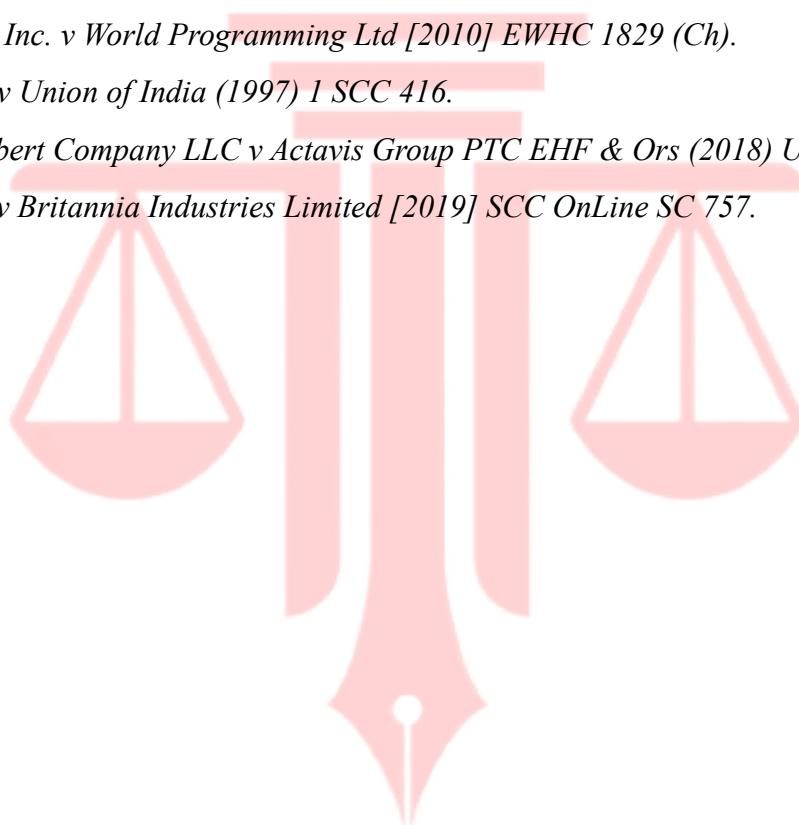 Inc. v World Programming Ltd [2010] EWHC 1829 (Ch).
v Union of India (1997) 1 SCC 416.
bert Company LLC v Actavis Group PTC EHF & Ors (2018) U
v Britannia Industries Limited [2019] SCC OnLine SC 757.